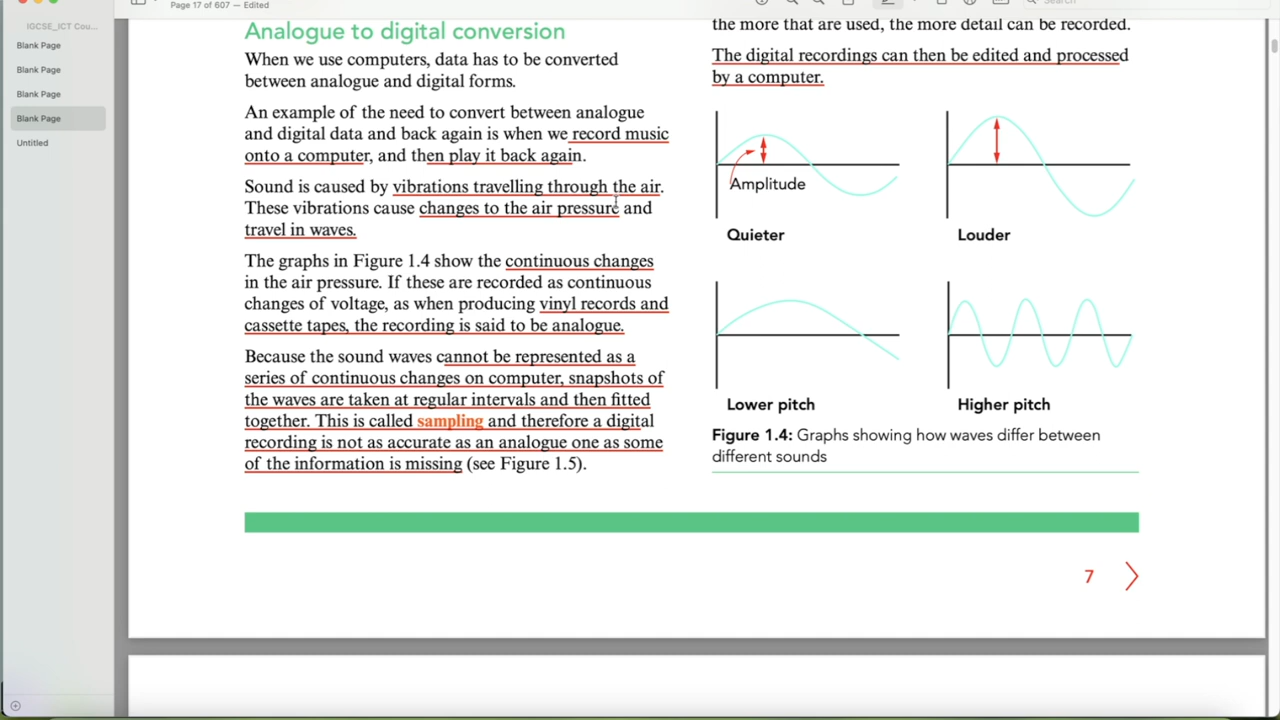 Page 17 of 607 — Edited
Search
IGCSE_ICT Cou...
Blank Page
Blank Page
Blank Page
Blank Page
Untitled
Analogue to digital conversion
When we use computers, data has to be converted
between analogue and digital forms.
An example of the need to convert between analogue
and digital data and back again is when we record music
onto a computer, and then play it back again.
Sound is caused by vibrations travelling through the air.
These vibrations cause changes to the air pressure and
travel in waves.
The graphs in Figure 1.4 show the continuous changes
in the air pressure. If these are recorded as continuous
changes of voltage, as when producing vinyl records and
cassette tapes, the recording is said to be analogue.
Because the sound waves cannot be represented as a
series of continuous changes on computer, snapshots of
the waves are taken at regular intervals and then fitted
together. This is called sampling and therefore a digital
recording is not as accurate as an analogue one as some
of the information is missing (see Figure 1.5).
the more that are used, the more detail can be recorded.
The digital recordings can then be edited and processed
by a computer.
Amplitude
Quieter
Louder
Lower pitch
Higher pitch
Figure 1.4: Graphs showing how waves differ between
different sounds
7